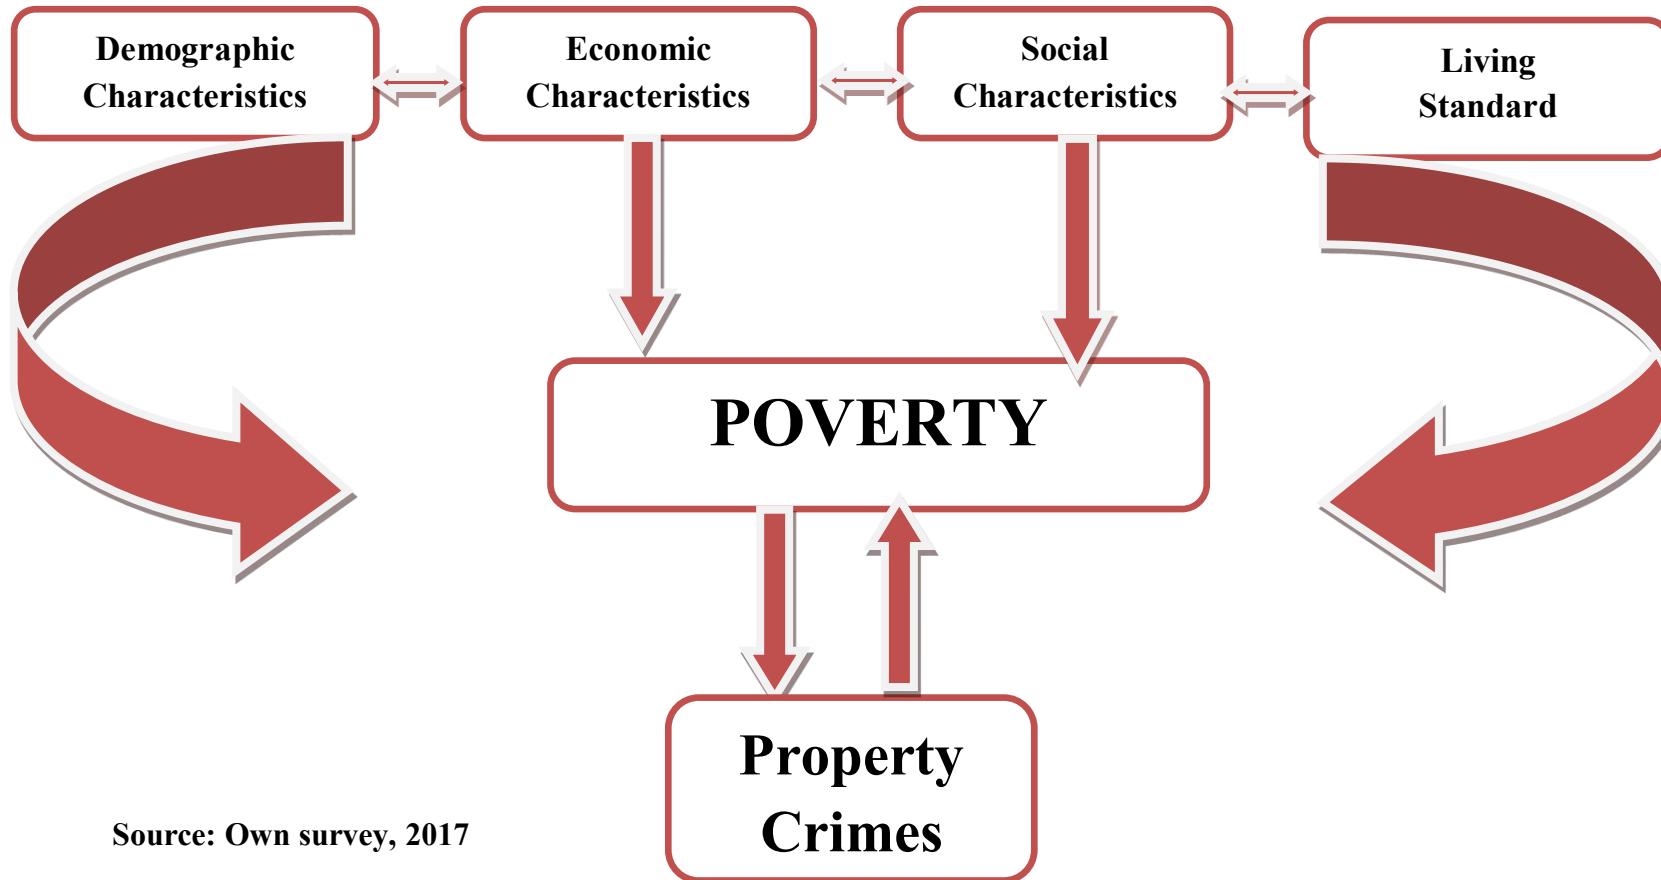 Demographic
Characteristics
Economic
Characteristics
Social
Characteristics
Living
Standard
POVERTY
Property
Crimes
Source: Own survey, 2017